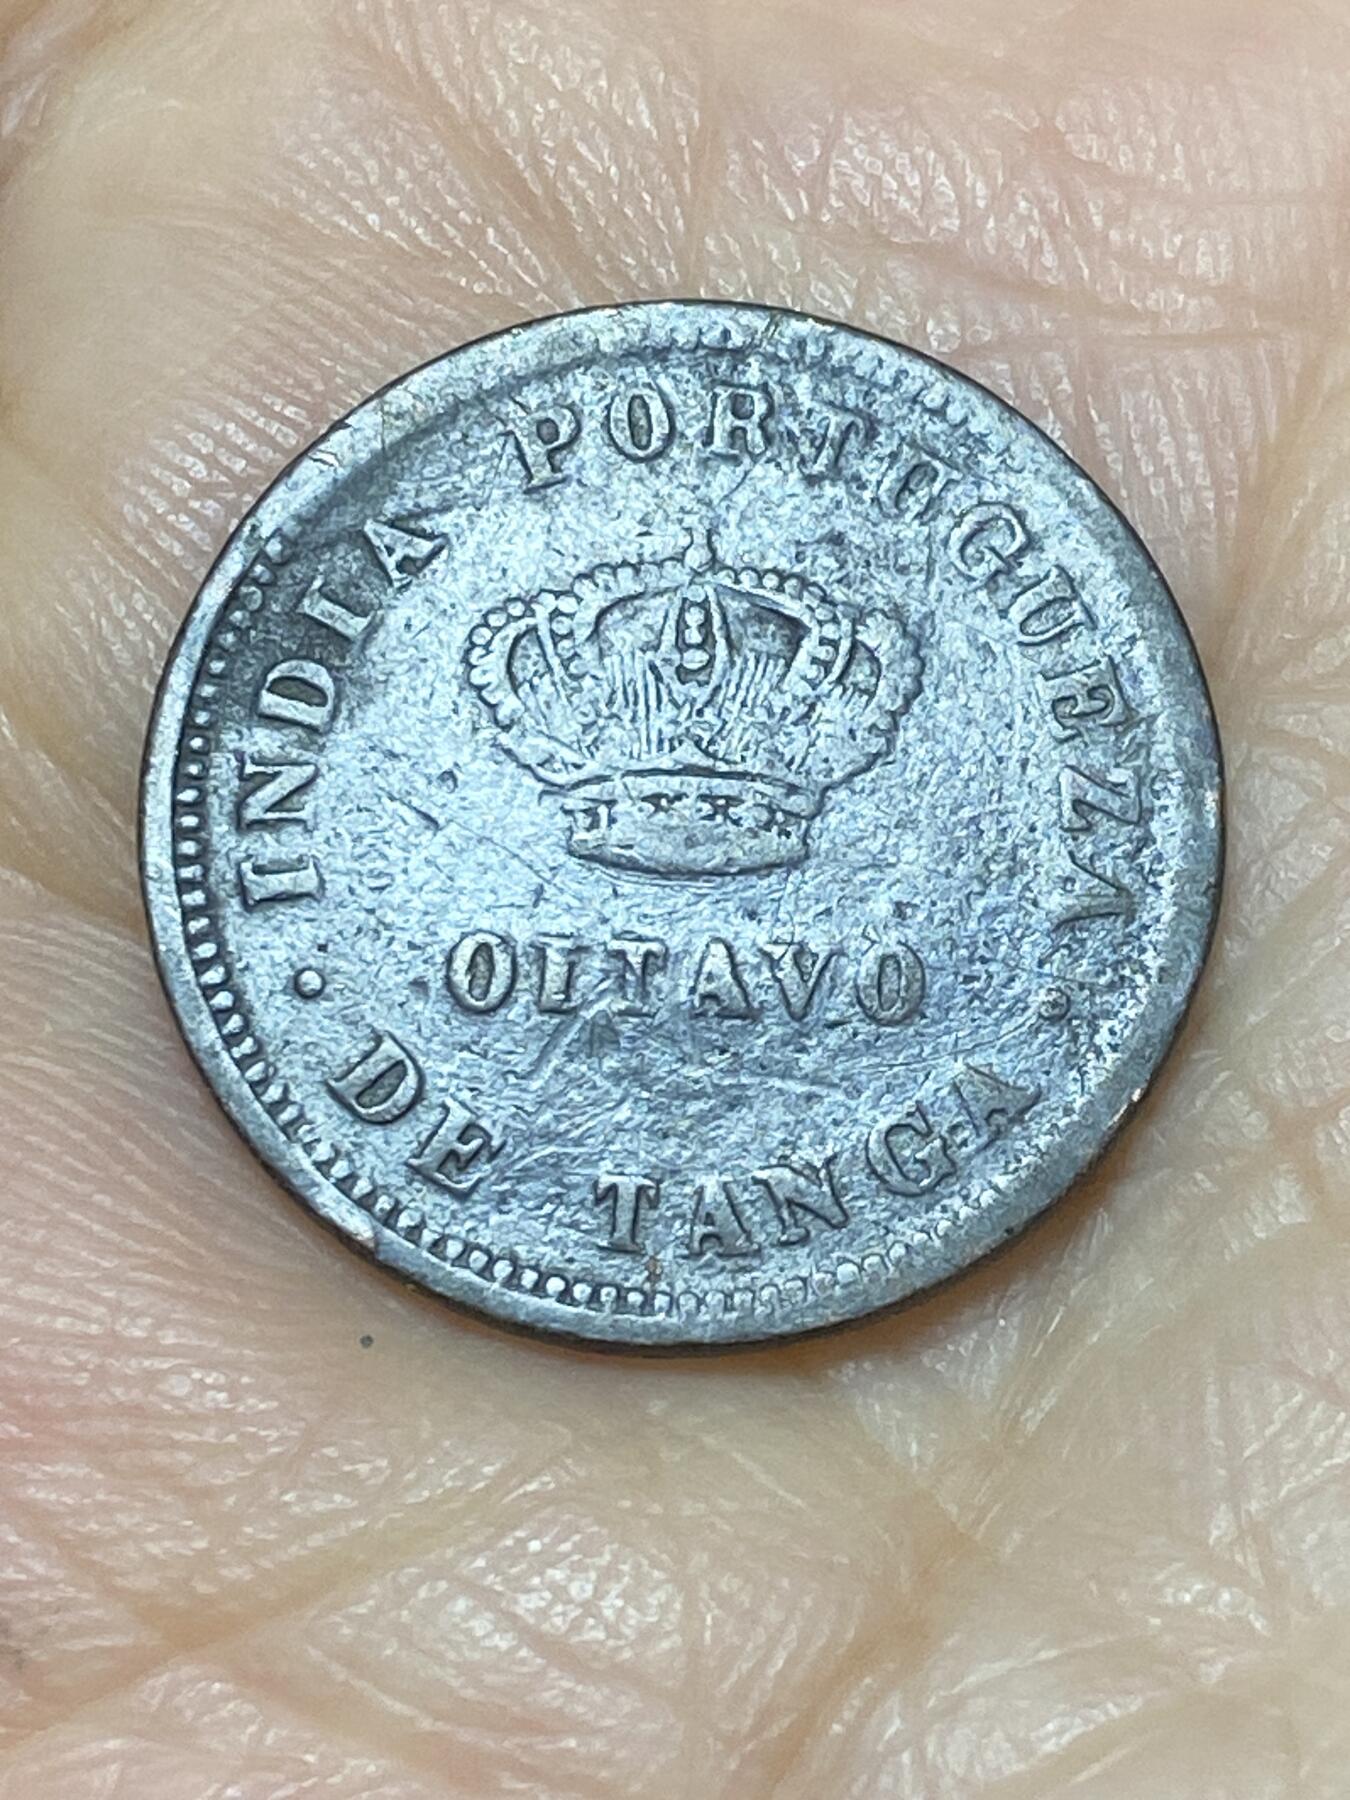 INDIA PORTUGUEZA
OITAVO
· DE TANGA ·